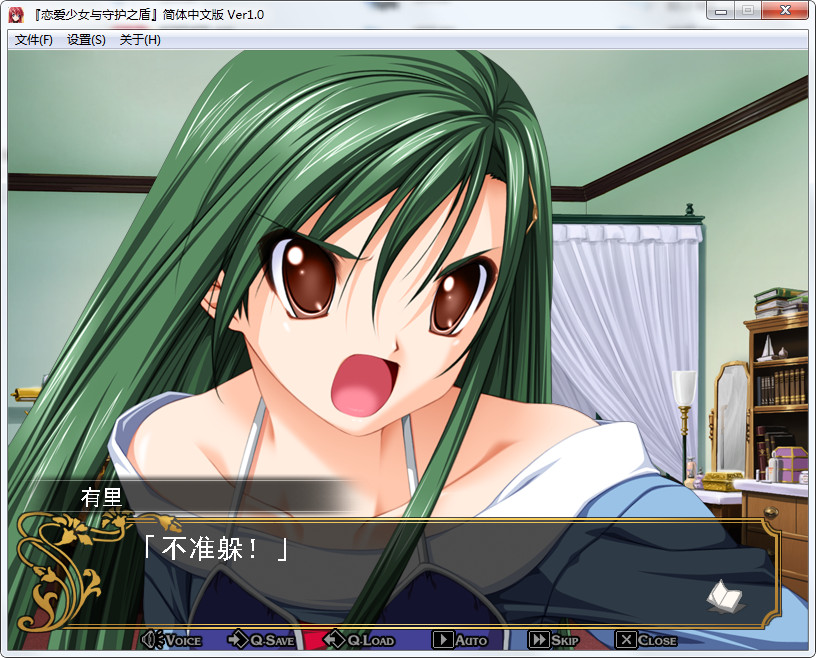 『恋爱少女与守护之盾』简体中文版 Ver1.0
文件(F) 设置(S) 关于(H)
有里
「不准躲！」
VOICE Q-SAVE Q-LOAD AUTO SKIP CLOSE